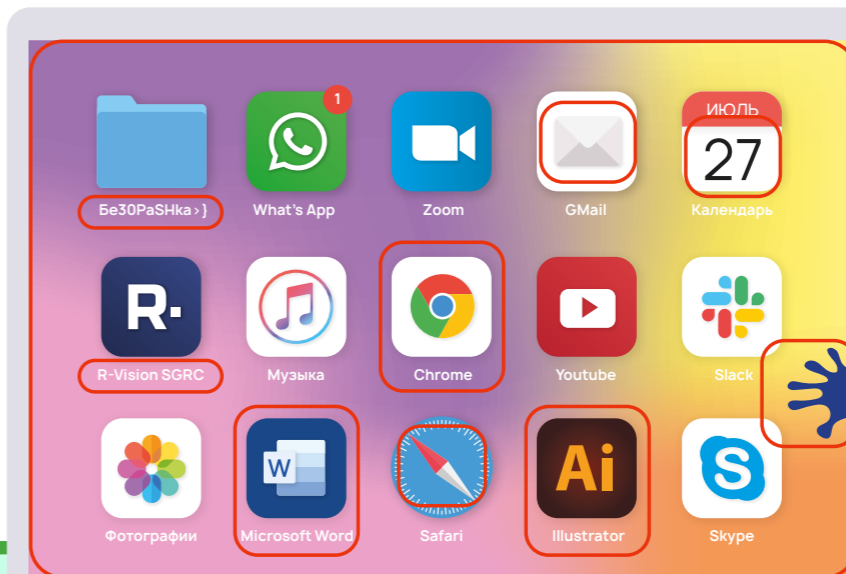 1
ИЮЛЬ
27
Бе30PaSHka>}
What's App
Zoom
GMail
Календарь
R.
R-Vision SGRC
Музыка
Chrome
Youtube
Slack
W
Ai
S
Фотографии
Microsoft Word
Safari
Illustrator
Skype